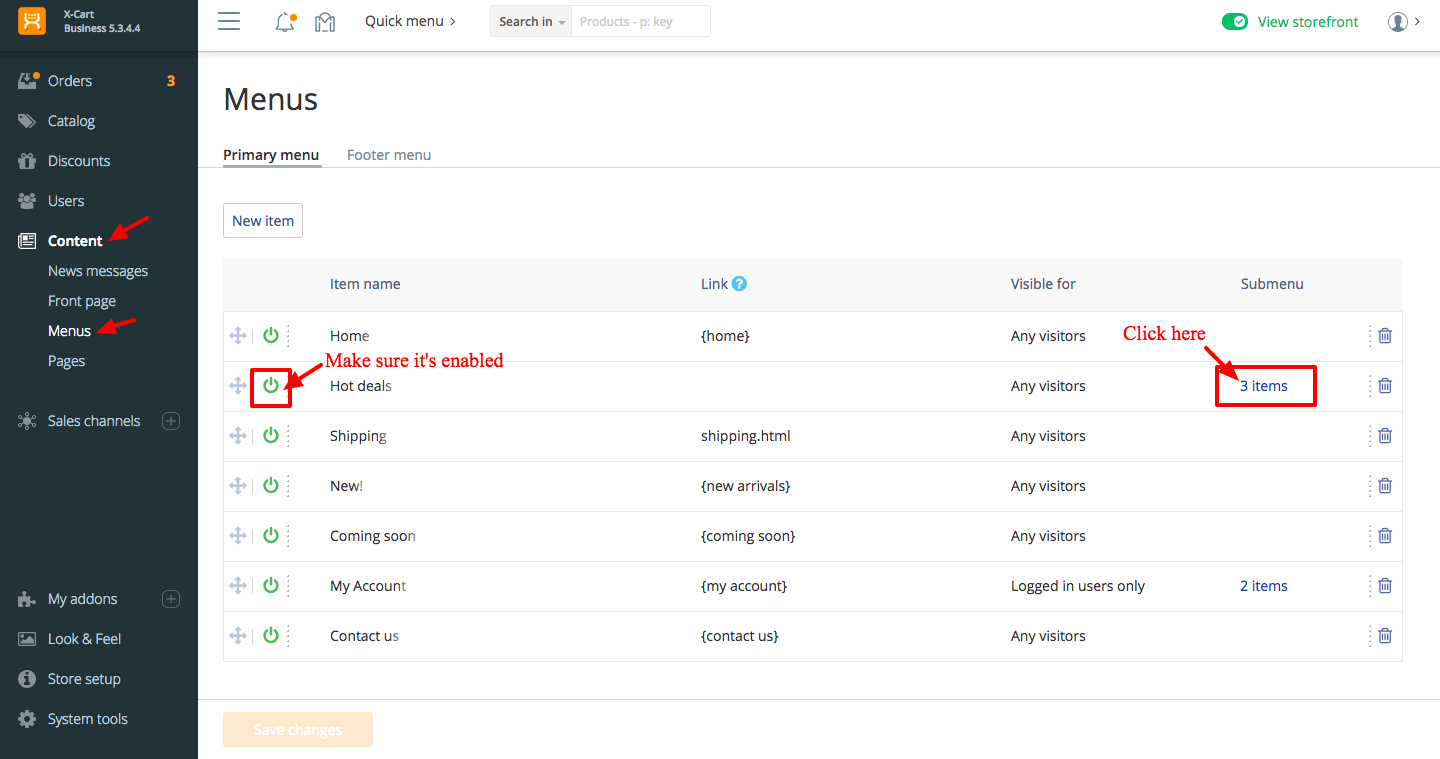 X-Cart
Business 5.3.4.4
Quick menu
Search in
Products - p: key
View storefront
Orders
3
Catalog
Discounts
Users
Content
News messages
Front page
Menus
Pages
Sales channels
My addons
Look & Feel
Store setup
System tools
Menus
Primary menu
Footer menu
New item
Item name
Link ?
Visible for
Submenu
Home
{home}
Any visitors
Click here
Make sure it's enabled
Hot deals
Any visitors
3 items
Shipping
shipping.html
Any visitors
New!
{new arrivals}
Any visitors
Coming soon
{coming soon}
Any visitors
My Account
{my account}
Logged in users only
2 items
Contact us
{contact us}
Any visitors
Save changes